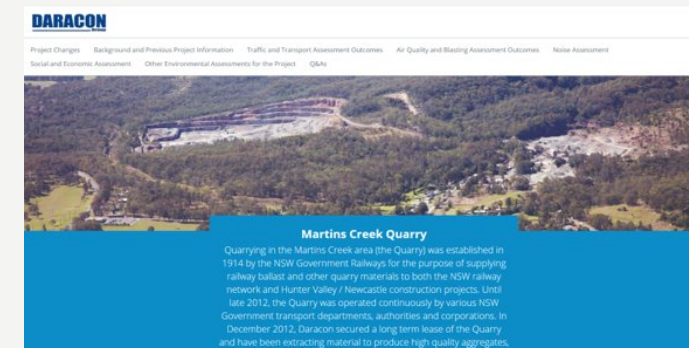 DARACON
Project Changes Background and Previous Project Information Traffic and Transport Assessment Outcomes Air Quality and Blasting Assessment Outcomes Noise Assessment
Social and Economic Assessment Other Environmental Assessments for the Project Q&As
Martins Creek Quarry
Quarrying in the Martins Creek area (the Quarry) was established in
1914 by the NSW Government Railways for the purpose of supplying
railway ballast and other quarry materials to both the NSW railway
network and Hunter Valley / Newcastle construction projects. Until
late 2012, the Quarry was operated continuously by various NSW
Government transport departments, authorities and corporations. In
December 2012, Daracon secured a long term lease of the Quarry
and have been extracting material to produce high quality aggregates,